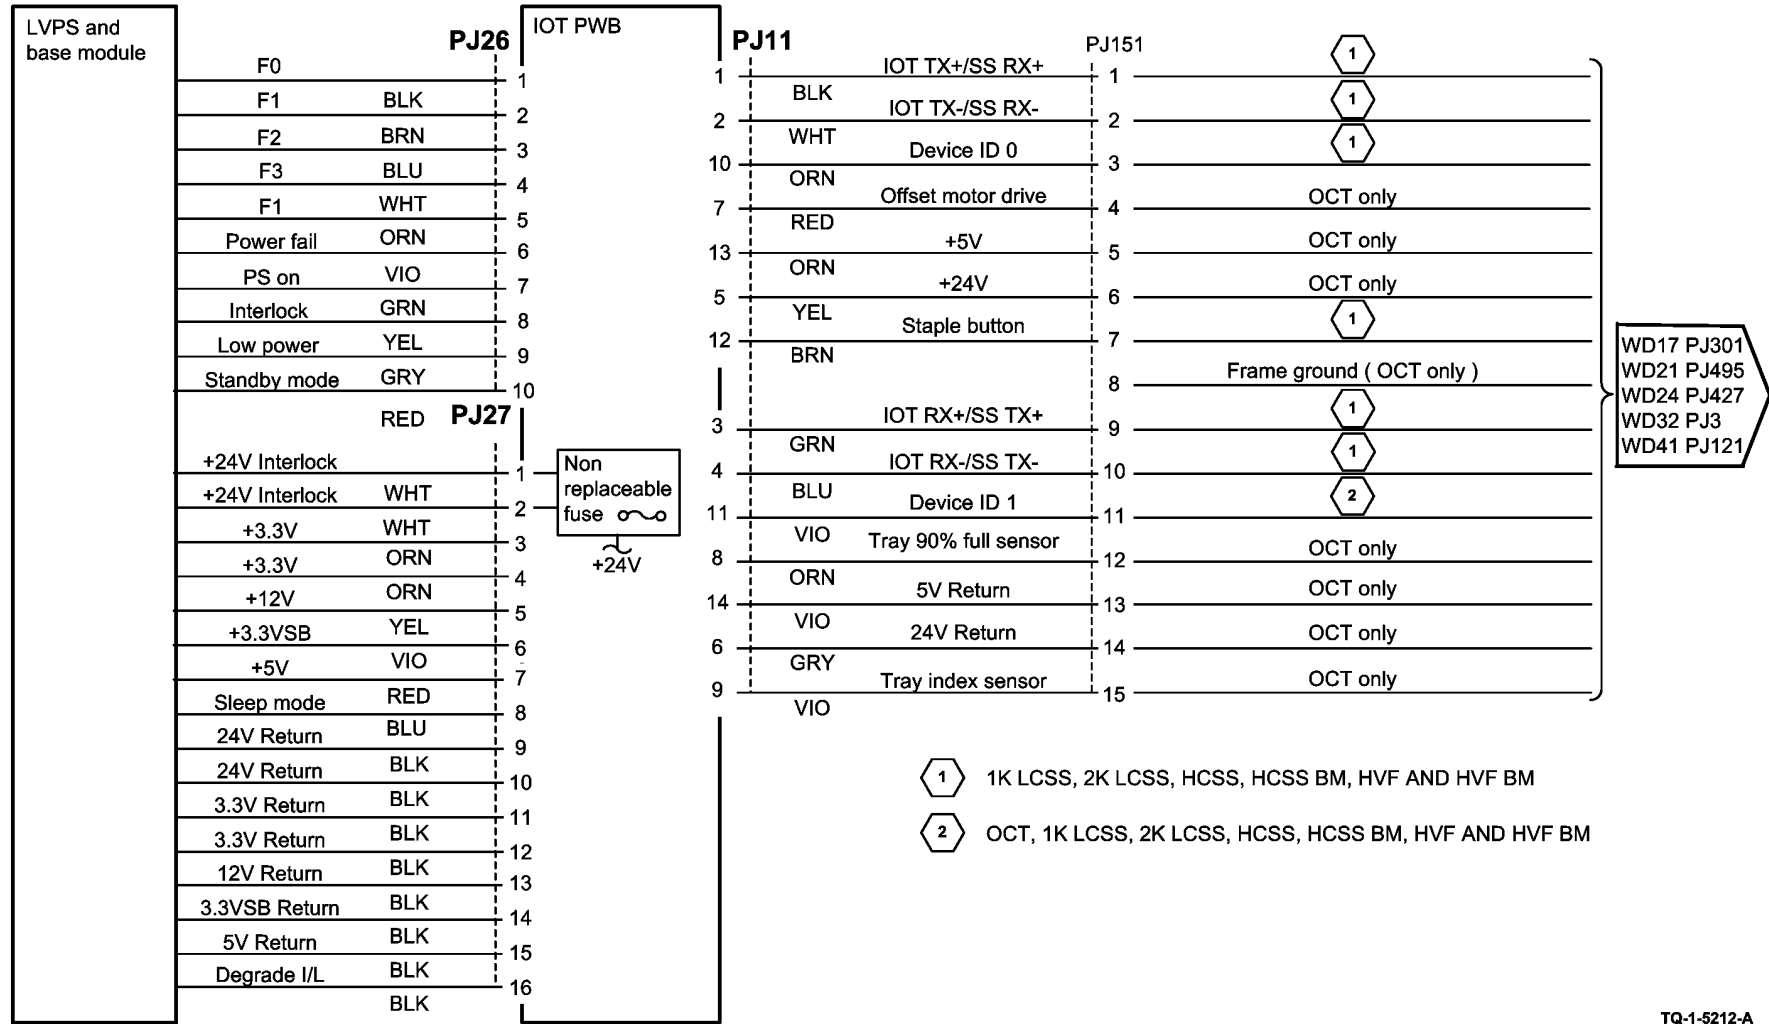 LVPS and
base module
PJ26
IOT PWB
PJ11
PJ151
F0
1
F1 BLK
2
F2 BRN
3
F3 BLU
4
F1 WHT
5
Power fail ORN
6
PS on VIO
7
Interlock GRN
8
Low power YEL
9
Standby mode GRY
10
RED
PJ27
+24V Interlock
1
+24V Interlock WHT
2
+3.3V WHT
3
+3.3V ORN
4
+12V ORN
5
+3.3VSB YEL
6
+5V VIO
7
Sleep mode RED
8
24V Return BLU
9
24V Return BLK
10
3.3V Return BLK
11
3.3V Return BLK
12
12V Return BLK
13
3.3VSB Return BLK
14
5V Return BLK
15
Degrade I/L BLK
16
BLK
Non
replaceable
fuse
+24V
1 IOT TX+/SS RX+ 1 1
BLK
2 IOT TX-/SS RX- 2 1
WHT
10 Device ID 0 3 1
ORN
7 Offset motor drive 4 OCT only
RED
13 +5V 5 OCT only
ORN
5 +24V 6 OCT only
YEL
12 Staple button 7 1
BRN
8 Frame ground ( OCT only )
3 IOT RX+/SS TX+ 9 1
GRN
4 IOT RX-/SS TX- 10 1
BLU
11 Device ID 1 11 2
VIO
8 Tray 90% full sensor 12 OCT only
ORN
14 5V Return 13 OCT only
VIO
6 24V Return 14 OCT only
GRY
9 Tray index sensor 15 OCT only
VIO
WD17 PJ301
WD21 PJ495
WD24 PJ427
WD32 PJ3
WD41 PJ121
1 1K LCSS, 2K LCSS, HCSS, HCSS BM, HVF AND HVF BM
2 OCT, 1K LCSS, 2K LCSS, HCSS, HCSS BM, HVF AND HVF BM
TQ-1-5212-A